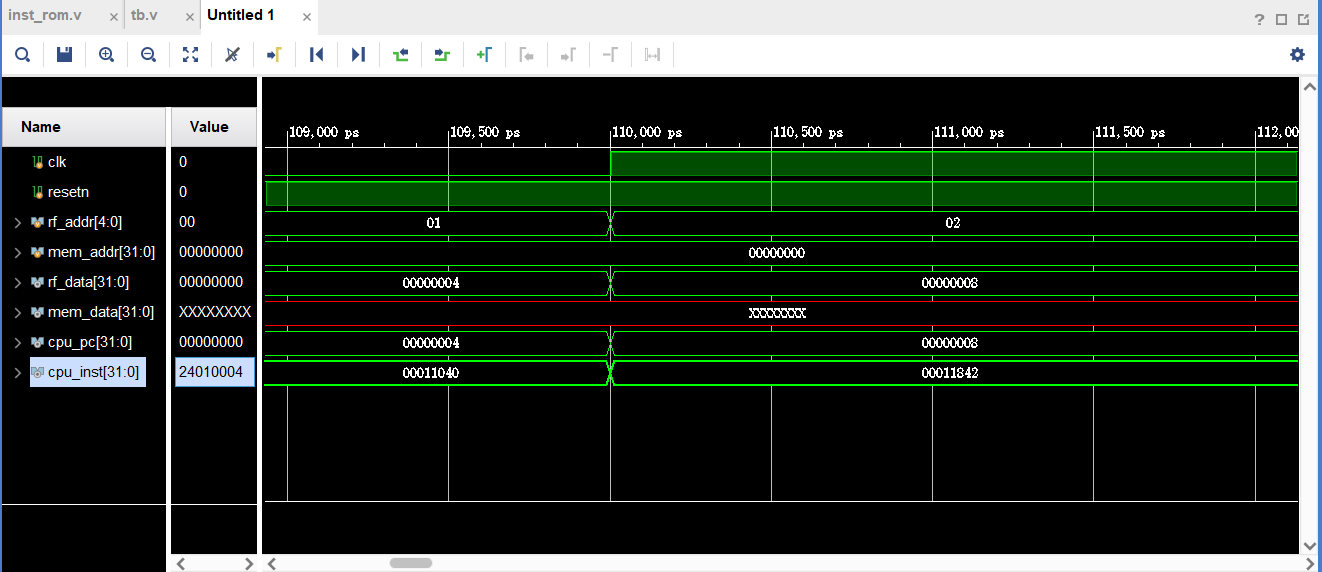 inst_rom.v × tb.v × Untitled 1 ×
Name Value
109,000 ps 109,500 ps 110,000 ps 110,500 ps 111,000 ps 111,500 ps 112,00
clk 0
resetn 0
rf_addr[4:0] 00 01 02
mem_addr[31:0] 00000000 00000000
rf_data[31:0] 00000000 00000004 00000008
mem_data[31:0] XXXXXXXX XXXXXXXX
cpu_pc[31:0] 00000000 00000004 00000008
cpu_inst[31:0] 24010004 00011040 00011842